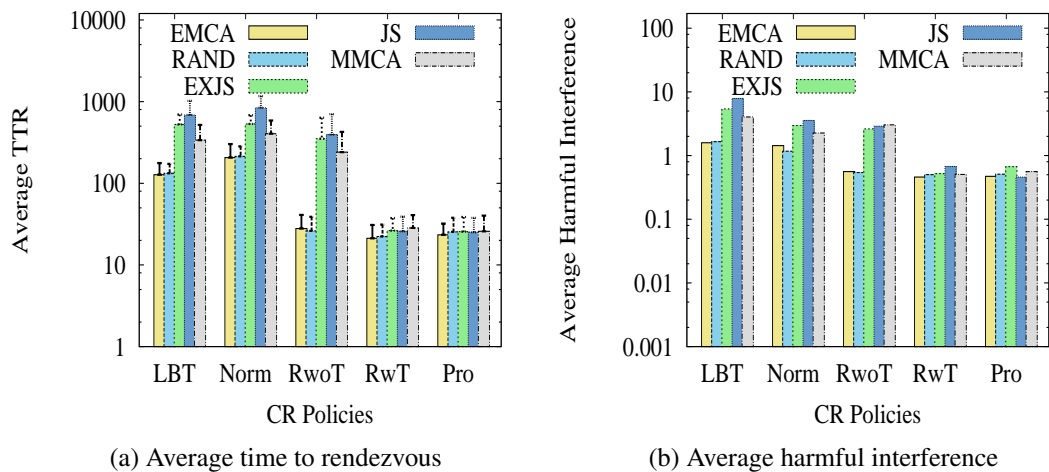 10000
1000
100
10
1
Average TTR
EMCA
RAND
EXJS
JS
MMCA
LBT Norm RwoT RwT Pro
CR Policies
(a) Average time to rendezvous
100
10
1
0.1
0.01
0.001
Average Harmful Interference
EMCA
RAND
EXJS
JS
MMCA
LBT Norm RwoT RwT Pro
CR Policies
(b) Average harmful interference